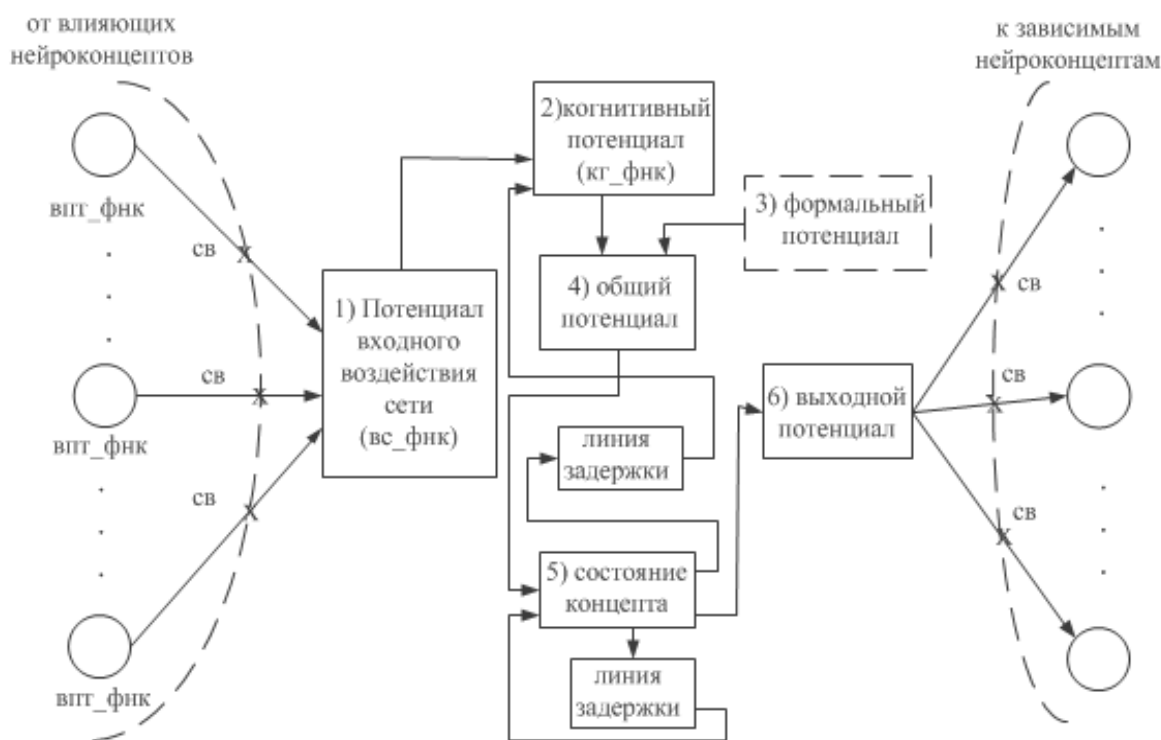 от влияющих
нейроконцептов
впт_фнк
св
впт_фнк
св
св
впт_фнк
1) Потенциал
входного
воздействия
сети
(вс_фнк)
2)когнитивный
потенциал
(кг_фнк)
3) формальный
потенциал
4) общий
потенциал
линия
задержки
5) состояние
концепта
линия
задержки
6) выходной
потенциал
к зависимым
нейроконцептам
св
св
св